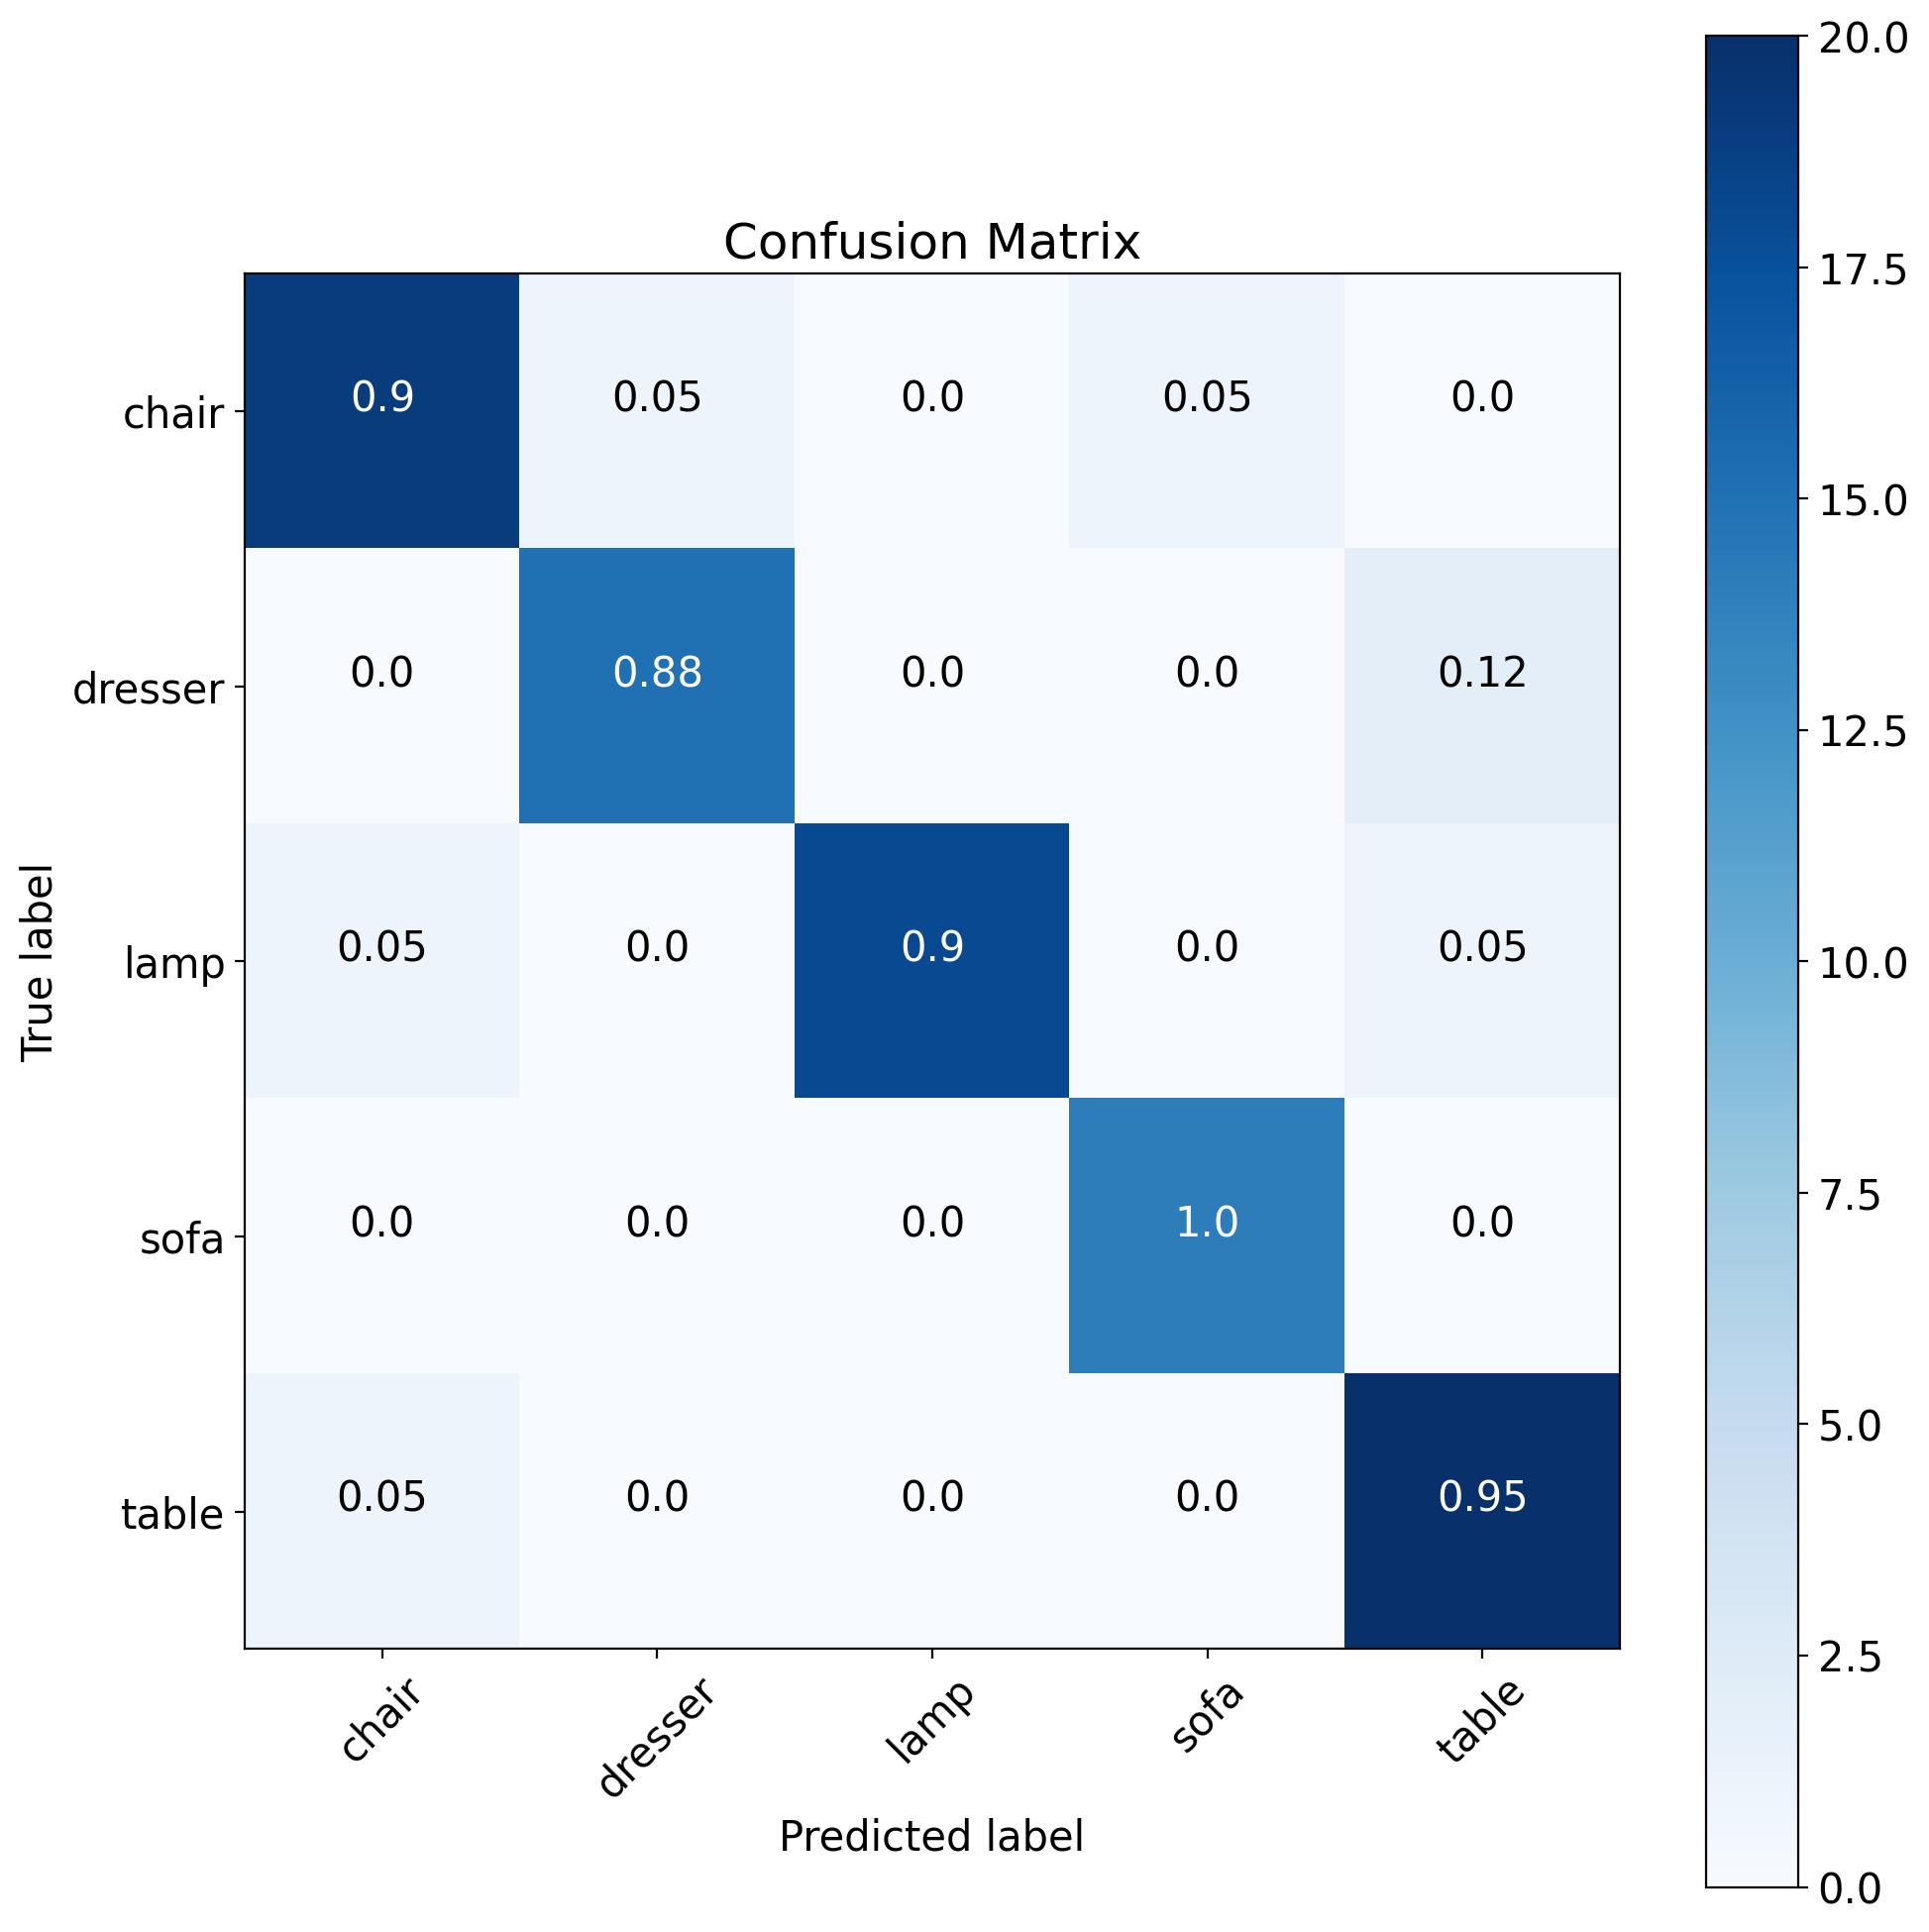 Confusion Matrix
True label
chair 0.9 0.05 0.0 0.05 0.0
dresser 0.0 0.88 0.0 0.0 0.12
lamp 0.05 0.0 0.9 0.0 0.05
sofa 0.0 0.0 0.0 1.0 0.0
table 0.05 0.0 0.0 0.0 0.95
chair dresser lamp sofa table
Predicted label
20.0
17.5
15.0
12.5
10.0
7.5
5.0
2.5
0.0